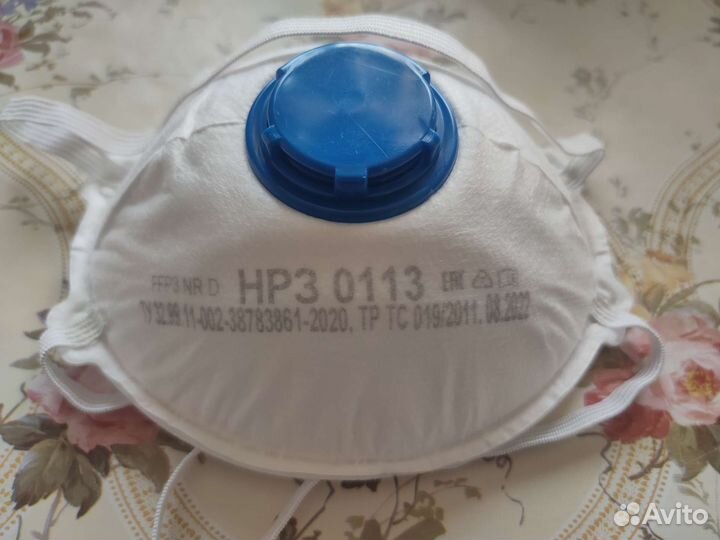 FFP3 NR D НРЗ 0113 EAC
ТУ 32.99.11-002-38783861-2020, ТР ТС 019/2011. 08.2022
Avito